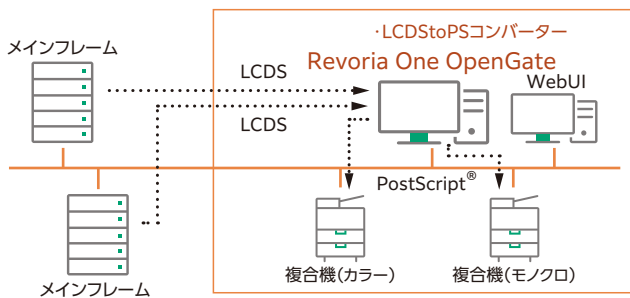 ・LCDStoPSコンバーター
メインフレーム
Revoria One OpenGate
LCDS
WebUI
LCDS
PostScript®
メインフレーム
複合機(カラー)
複合機(モノクロ)